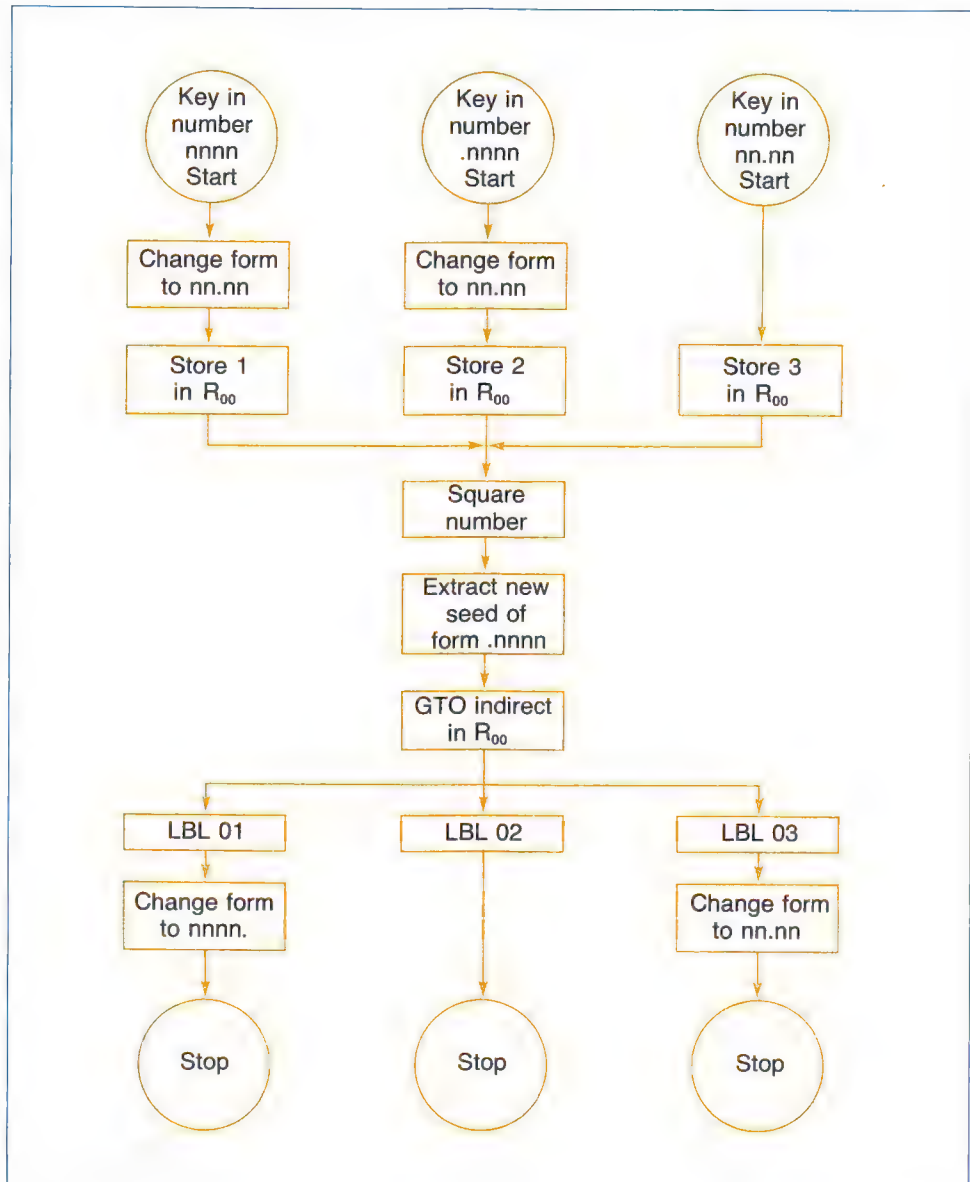 Key in
number
nnnn
Start
Key in
number
.nnnn
Start
Key in
number
nn.nn
Start
Change form
to nn.nn
Change form
to nn.nn
Store 1
in R₀₀
Store 2
in R₀₀
Store 3
in R₀₀
Square
number
Extract new
seed of
form .nnnn
GTO indirect
in R₀₀
LBL 01
LBL 02
LBL 03
Change form
to nnnn.
Change form
to nn.nn
Stop
Stop
Stop